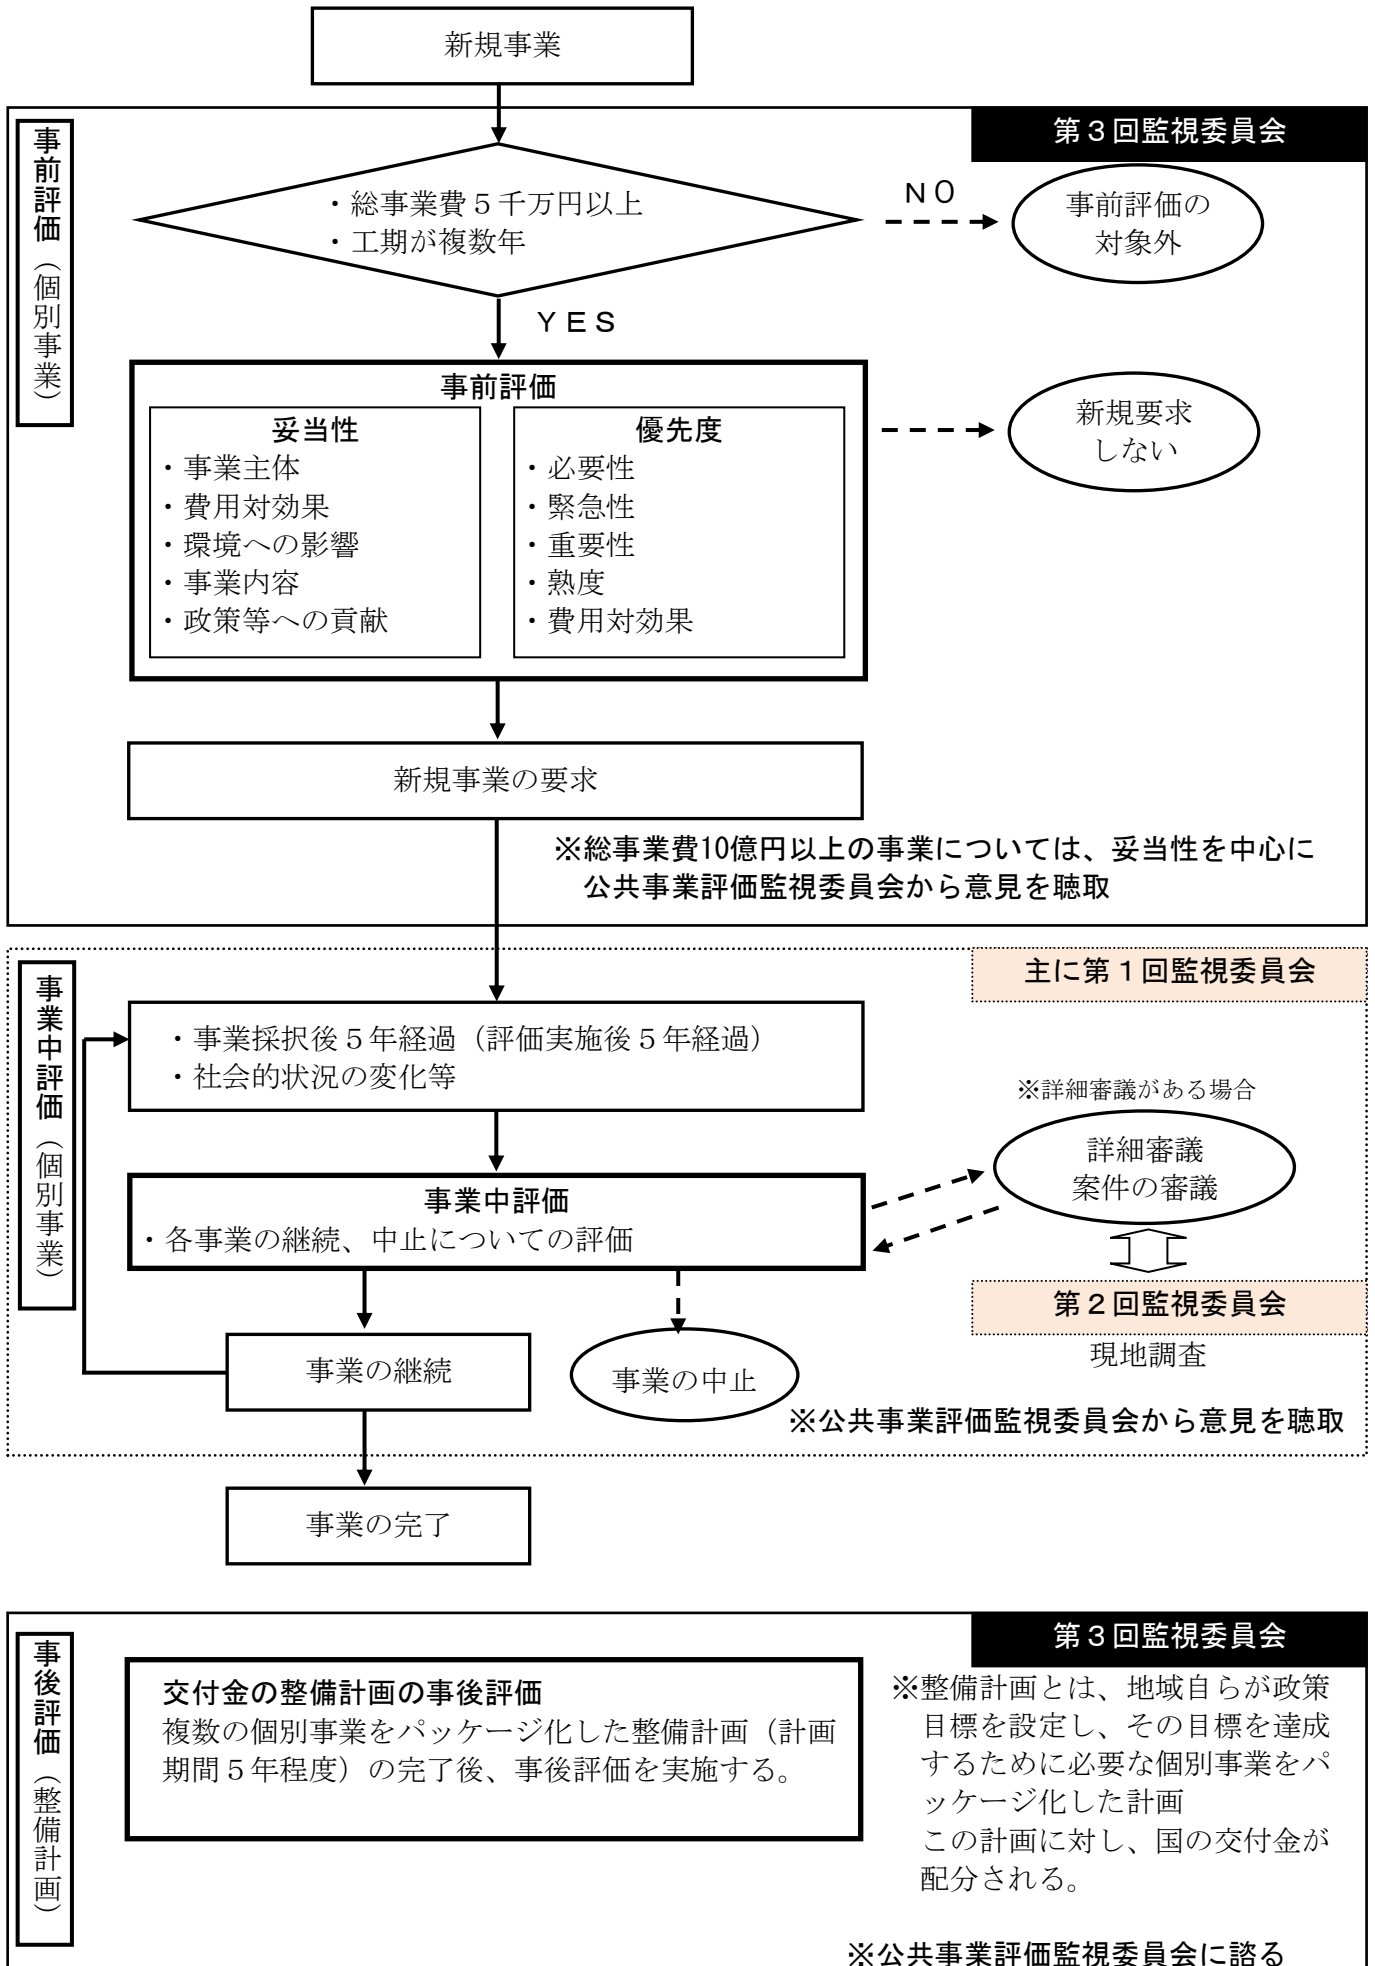 新規事業
第３回監視委員会
事前評価（個別事業）
・総事業費５千万円以上
・工期が複数年
ＮＯ
事前評価の
対象外
ＹＥＳ
事前評価
妥当性
・事業主体
・費用対効果
・環境への影響
・事業内容
・政策等への貢献
優先度
・必要性
・緊急性
・重要性
・熟度
・費用対効果
新規要求
しない
新規事業の要求
※総事業費10億円以上の事業については、妥当性を中心に
公共事業評価監視委員会から意見を聴取
主に第１回監視委員会
事業中評価（個別事業）
・事業採択後５年経過（評価実施後５年経過）
・社会的状況の変化等
※詳細審議がある場合
詳細審議
案件の審議
事業中評価
・各事業の継続、中止についての評価
第２回監視委員会
現地調査
事業の継続
事業の中止
※公共事業評価監視委員会から意見を聴取
事業の完了
第３回監視委員会
事後評価（整備計画）
交付金の整備計画の事後評価
複数の個別事業をパッケージ化した整備計画（計画
期間５年程度）の完了後、事後評価を実施する。
※整備計画とは、地域自らが政策
目標を設定し、その目標を達成
するために必要な個別事業をパ
ッケージ化した計画
この計画に対し、国の交付金が
配分される。
※公共事業評価監視委員会に諮る